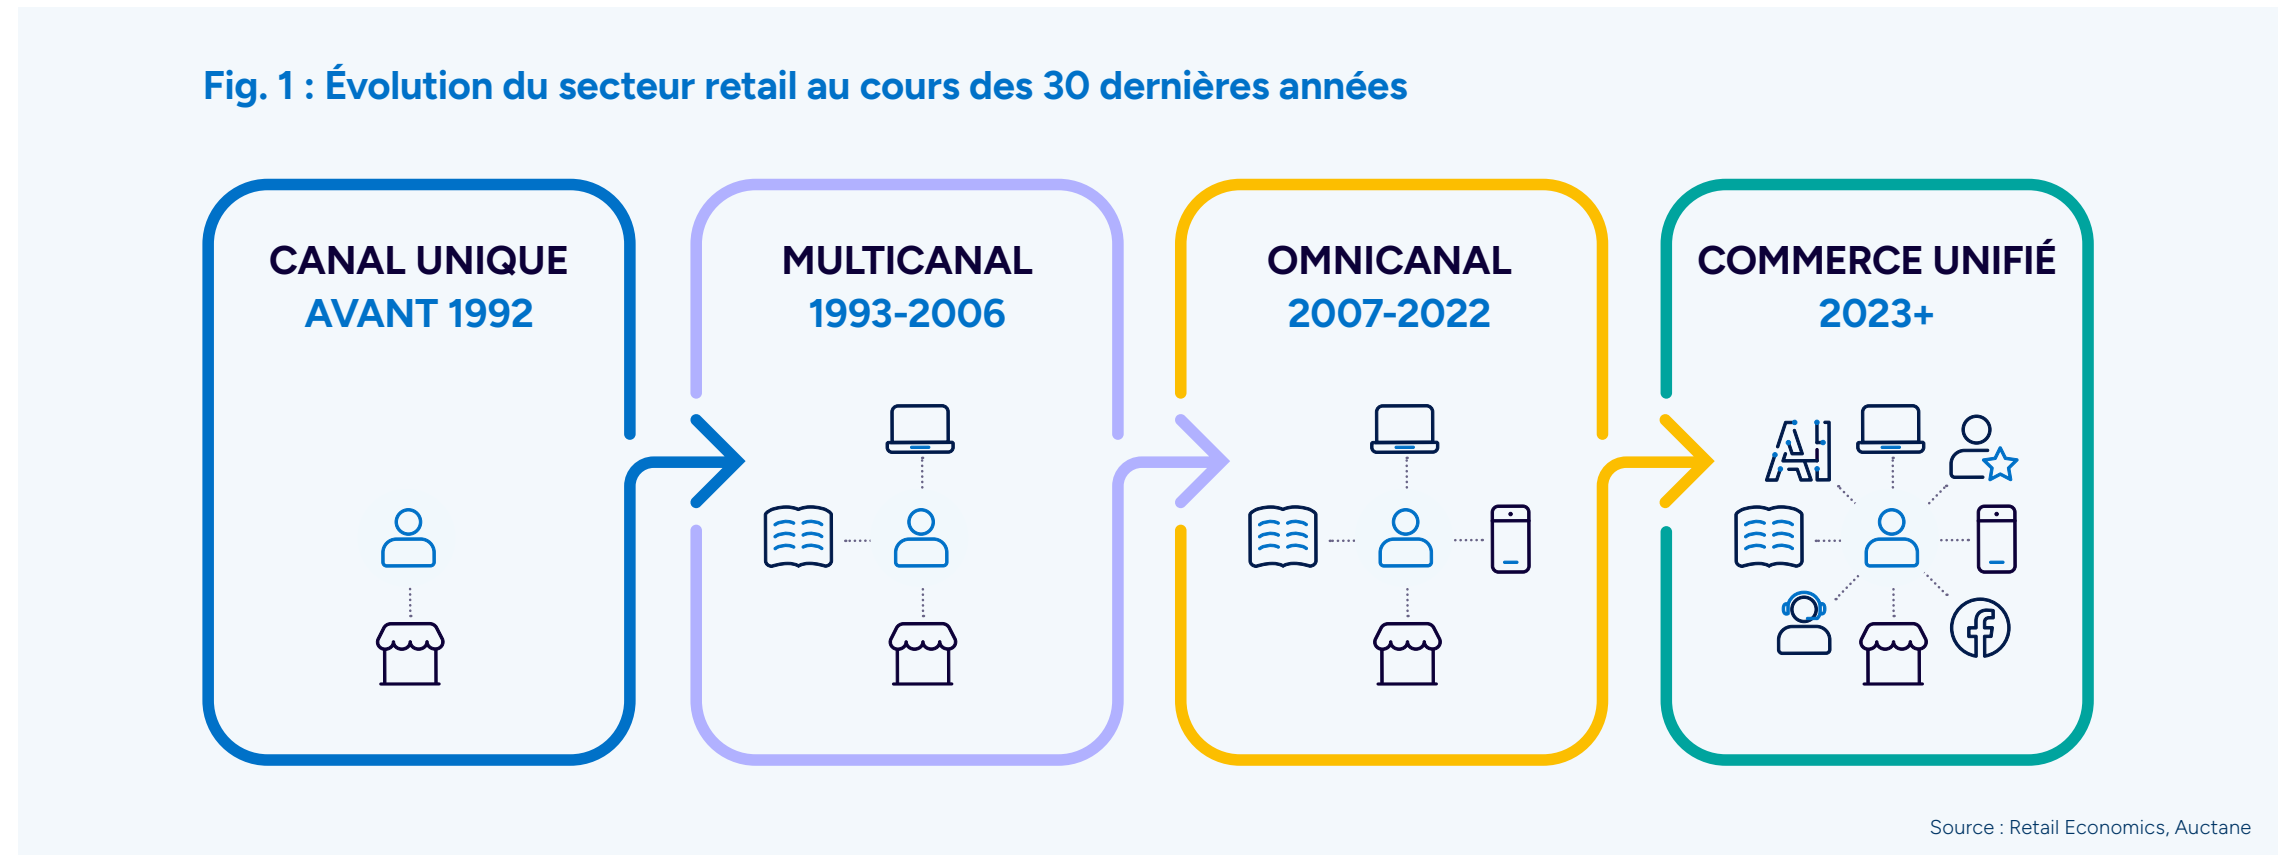 Fig. 1 : Évolution du secteur retail au cours des 30 dernières années
CANAL UNIQUE
AVANT 1992
MULTICANAL
1993-2006
OMNICANAL
2007-2022
COMMERCE UNIFIÉ
2023+
AI
Source : Retail Economics, Auctane